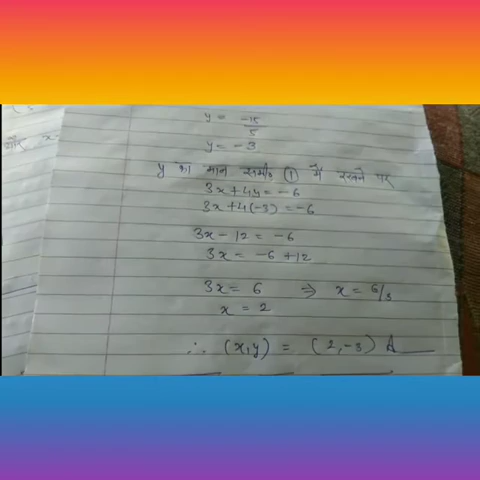 y = -15/5
y = -3
y का मान समी० ① में रखने पर
3x+4y = -6
3x+4(-3) = -6
3x - 12 = -6
3x = -6 + 12
3x = 6 ⇒ x = 6/3
x = 2
∴ (x,y) = (2,-3) A